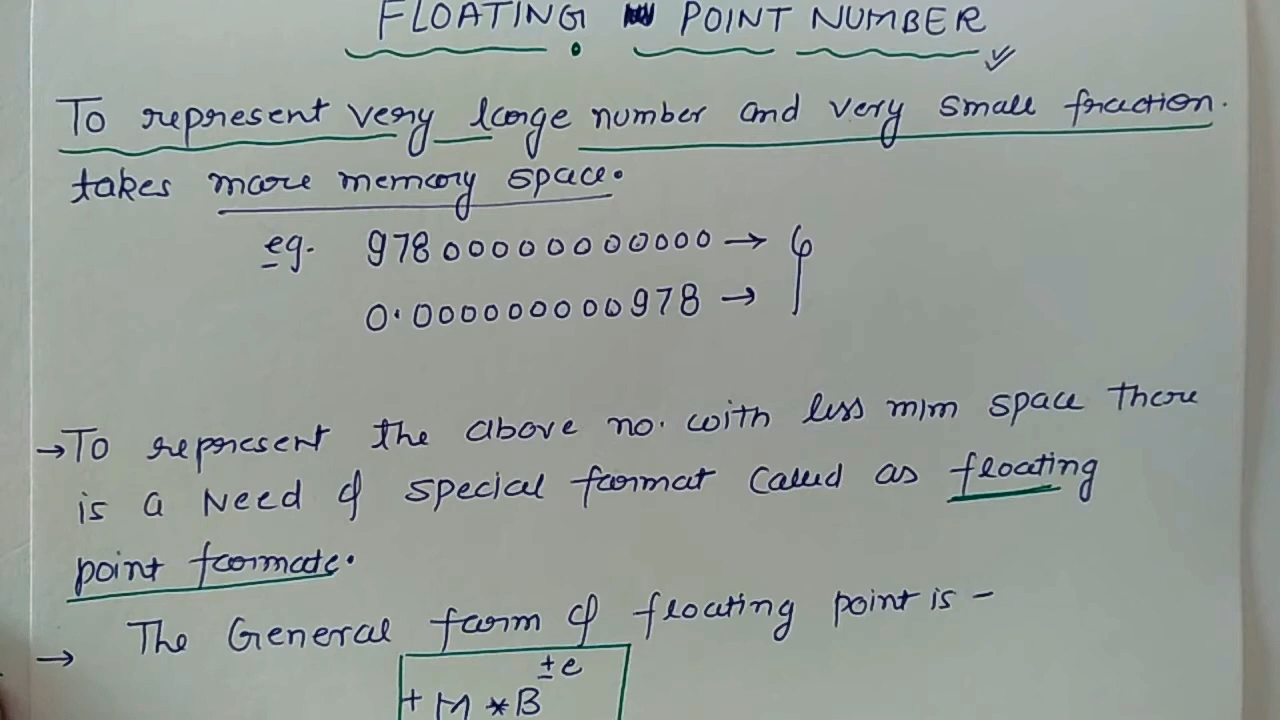 FLOATING POINT NUMBER
To represent very large number and very small fraction.
takes more memory space.
eg. 97800000000000 →
0.000000000978 →
→ To represent the above no. with less m/m space there
is a Need of special format called as floating
point formate.
→ The General form of floating point is -
± M * B ± e